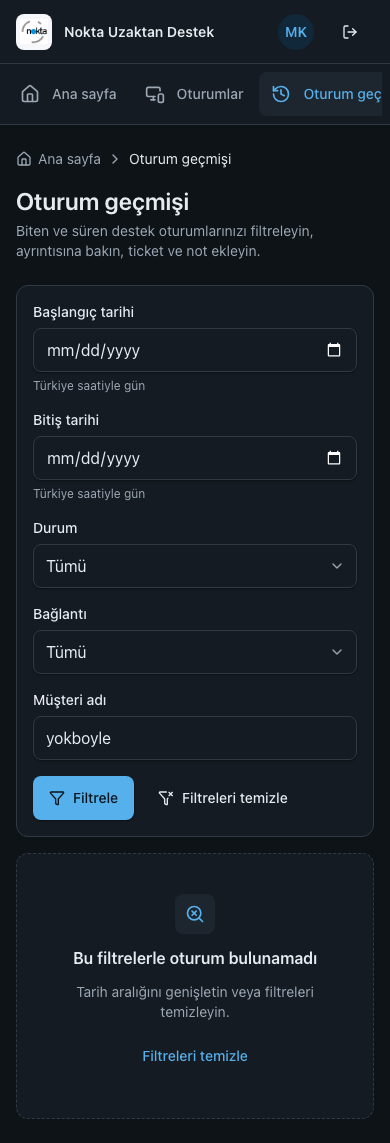 nokta
Nokta Uzaktan Destek
MK
Ana sayfa
Oturumlar
Oturum geç
Ana sayfa
Oturum geçmişi
Oturum geçmişi
Biten ve süren destek oturumlarınızı filtreleyin,
ayrıntısına bakın, ticket ve not ekleyin.
Başlangıç tarihi
mm/dd/yyyy
Türkiye saatiyle gün
Bitiş tarihi
mm/dd/yyyy
Türkiye saatiyle gün
Durum
Tümü
Bağlantı
Tümü
Müşteri adı
yokboyle
Filtrele
Filtreleri temizle
Bu filtrelerle oturum bulunamadı
Tarih aralığını genişletin veya filtreleri
temizleyin.
Filtreleri temizle